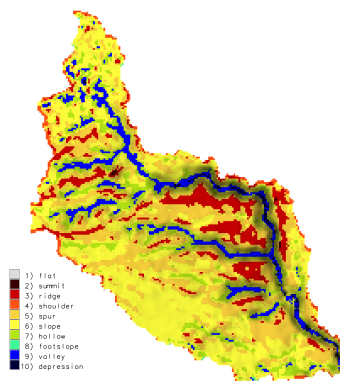 1) flat
2) summit
3) ridge
4) shoulder
5) spur
6) slope
7) hollow
8) footslope
9) valley
10) depression